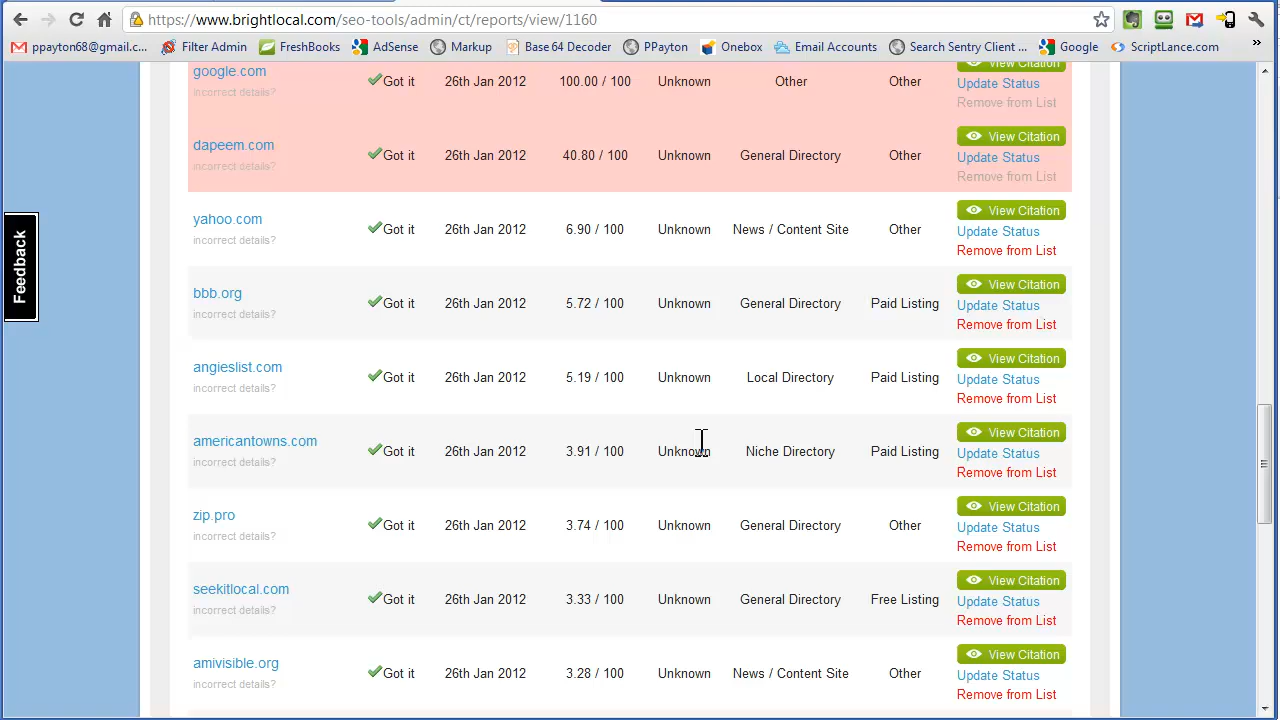 https://www.brightlocal.com/seo-tools/admin/ct/reports/view/1160
ppayton68@gmail.c... Filter Admin FreshBooks AdSense Markup Base 64 Decoder PPayton Onebox Email Accounts Search Sentry Client ... Google ScriptLance.com »
google.com Got it 26th Jan 2012 100.00 / 100 Unknown Other Other View Citation
incorrect details? Update Status
Remove from List
dapeem.com Got it 26th Jan 2012 40.80 / 100 Unknown General Directory Other View Citation
incorrect details? Update Status
Remove from List
yahoo.com Got it 26th Jan 2012 6.90 / 100 Unknown News / Content Site Other View Citation
incorrect details? Update Status
Remove from List
Feedback
bbb.org Got it 26th Jan 2012 5.72 / 100 Unknown General Directory Paid Listing View Citation
incorrect details? Update Status
Remove from List
angieslist.com Got it 26th Jan 2012 5.19 / 100 Unknown Local Directory Paid Listing View Citation
incorrect details? Update Status
Remove from List
americantowns.com Got it 26th Jan 2012 3.91 / 100 Unknown Niche Directory Paid Listing View Citation
incorrect details? Update Status
Remove from List
zip.pro Got it 26th Jan 2012 3.74 / 100 Unknown General Directory Other View Citation
incorrect details? Update Status
Remove from List
seekitlocal.com Got it 26th Jan 2012 3.33 / 100 Unknown General Directory Free Listing View Citation
incorrect details? Update Status
Remove from List
amivisible.org Got it 26th Jan 2012 3.28 / 100 Unknown News / Content Site Other View Citation
incorrect details? Update Status
Remove from List